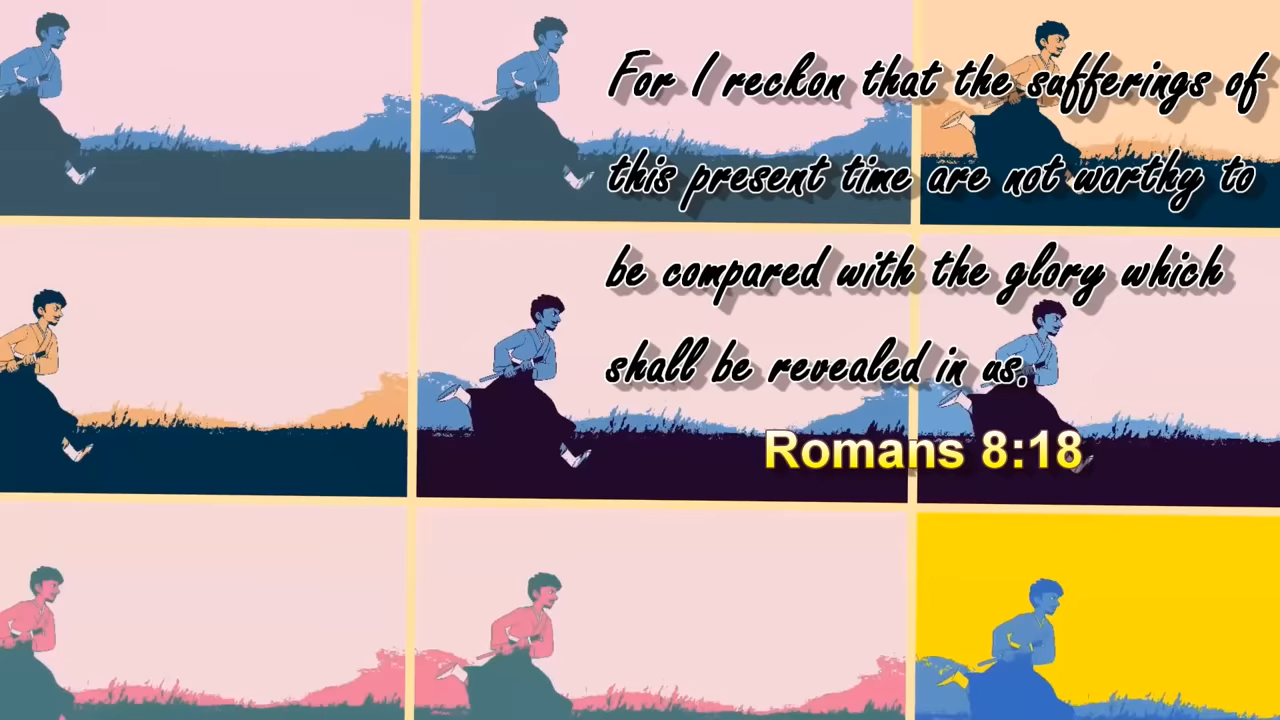 For I reckon that the sufferings of
this present time are not worthy to
be compared with the glory which
shall be revealed in us.
Romans 8:18